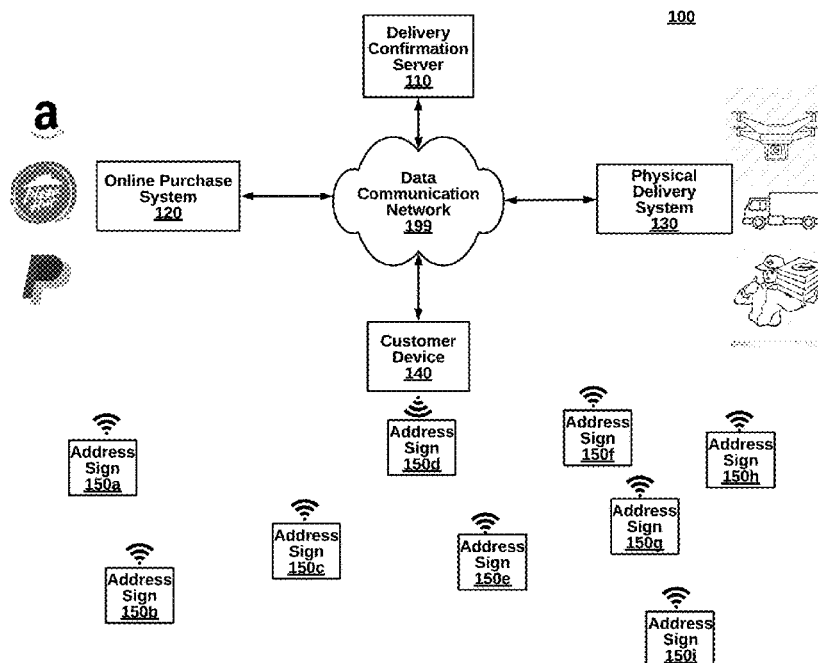 100
Delivery
Confirmation
Server
110
a
Online Purchase
System
120
Data
Communication
Network
199
Physical
Delivery
System
130
P
Customer
Device
140
Address
Sign
150a
Address
Sign
150b
Address
Sign
150c
Address
Sign
150d
Address
Sign
150e
Address
Sign
150f
Address
Sign
150g
Address
Sign
150h
Address
Sign
150i